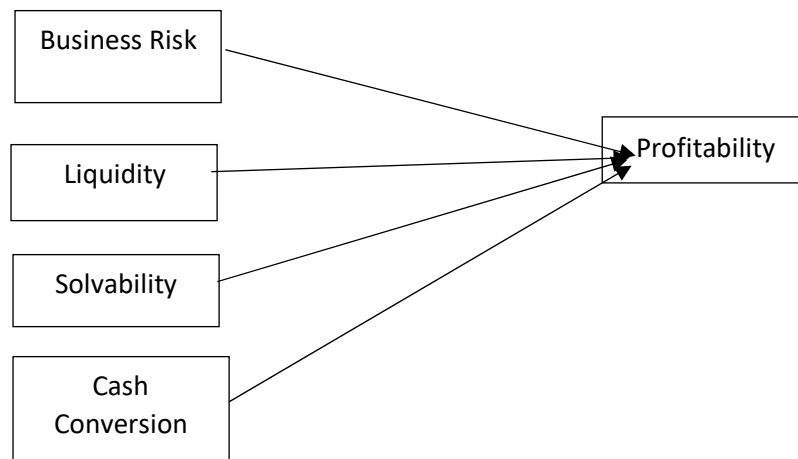 Business Risk
Profitability
Liquidity
Solvability
Cash
Conversion